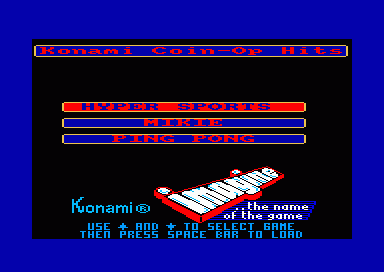 Konami Coin-Op Hits
HYPER SPORTS
MIKIE
PING PONG
imagine
Konami®
...the name
of the game
USE ↑ AND ↓ TO SELECT GAME
THEN PRESS SPACE BAR TO LOAD